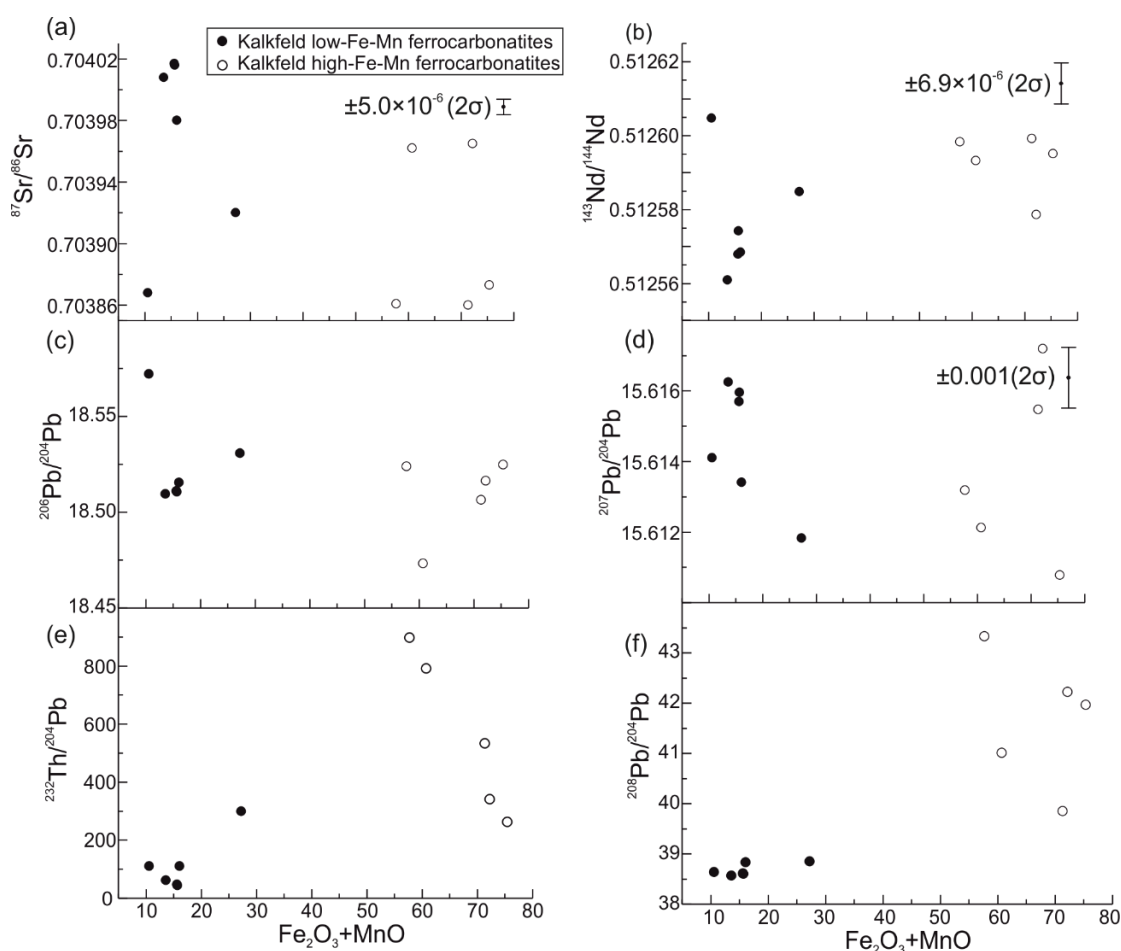 (a)
● Kalkfeld low-Fe-Mn ferrocarbonatites
○ Kalkfeld high-Fe-Mn ferrocarbonatites
±5.0×10⁻⁶ (2σ)
⁸⁷Sr/⁸⁶Sr
0.70402
0.70398
0.70394
0.70390
0.70386
(b)
±6.9×10⁻⁶ (2σ)
¹⁴³Nd/¹⁴⁴Nd
0.51262
0.51260
0.51258
0.51256
(c)
²⁰⁶Pb/²⁰⁴Pb
18.55
18.50
18.45
(d)
±0.001(2σ)
²⁰⁷Pb/²⁰⁴Pb
15.616
15.614
15.612
(e)
²³²Th/²⁰⁴Pb
800
600
400
200
0
10 20 30 40 50 60 70 80
Fe₂O₃+MnO
(f)
²⁰⁸Pb/²⁰⁴Pb
43
42
41
40
39
38
10 20 30 40 50 60 70 80
Fe₂O₃+MnO